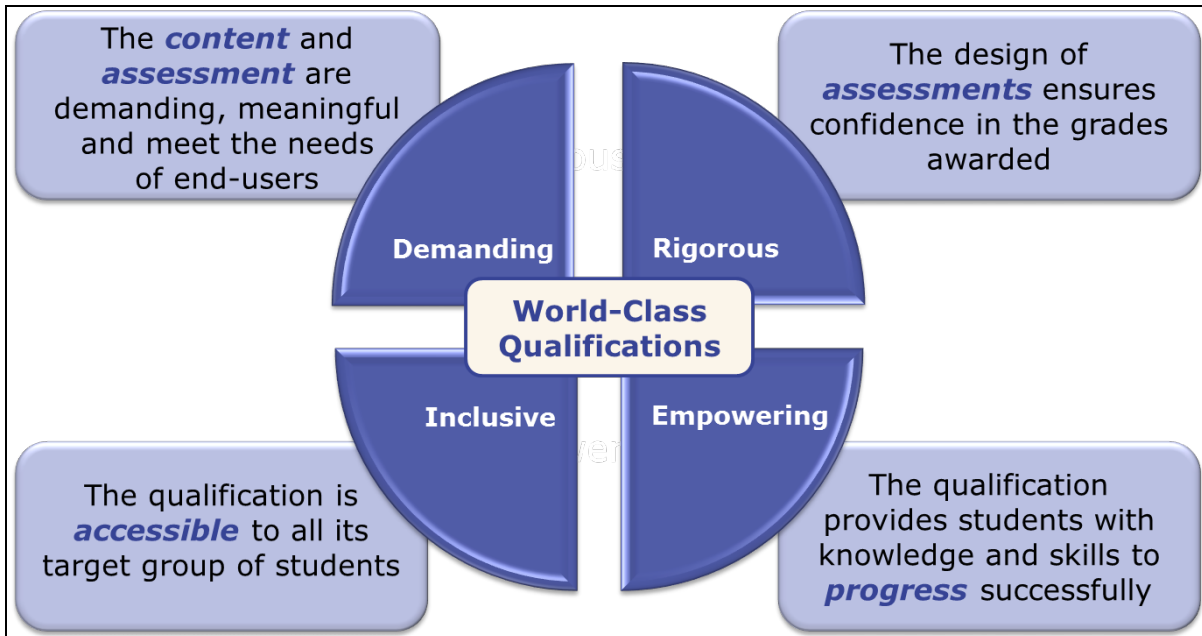 The content and
assessment are
demanding, meaningful
and meet the needs
of end-users
The design of
assessments ensures
confidence in the grades
awarded
Demanding
Rigorous
World-Class
Qualifications
Inclusive
Empowering
The qualification is
accessible to all its
target group of students
The qualification
provides students with
knowledge and skills to
progress successfully